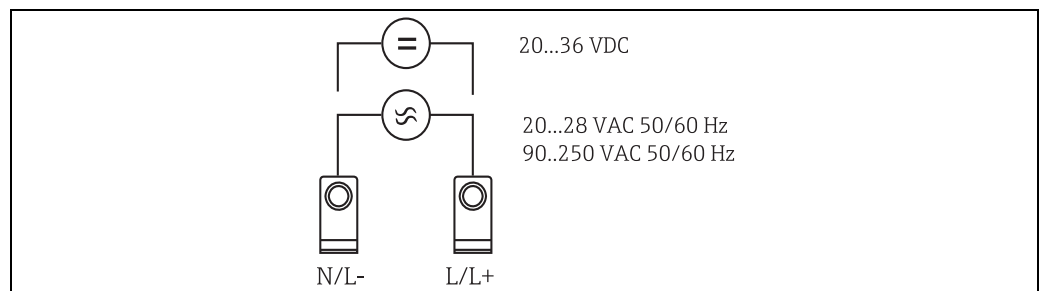 20...36 VDC
20...28 VAC 50/60 Hz
90..250 VAC 50/60 Hz
N/L- L/L+